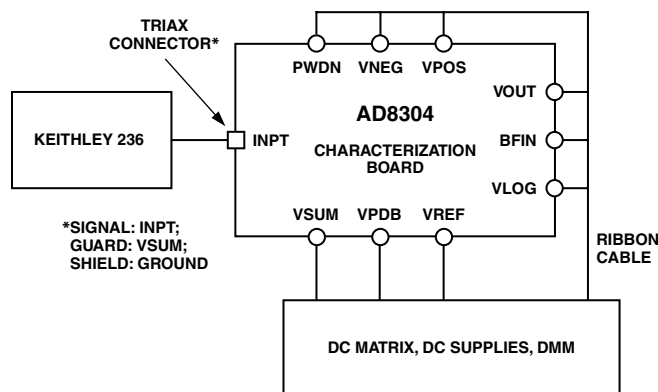 TRIAX
CONNECTOR*
PWDN VNEG VPOS
VOUT
AD8304
KEITHLEY 236
INPT
CHARACTERIZATION
BOARD
BFIN
VLOG
VSUM VPDB VREF
*SIGNAL: INPT;
GUARD: VSUM;
SHIELD: GROUND
RIBBON
CABLE
DC MATRIX, DC SUPPLIES, DMM